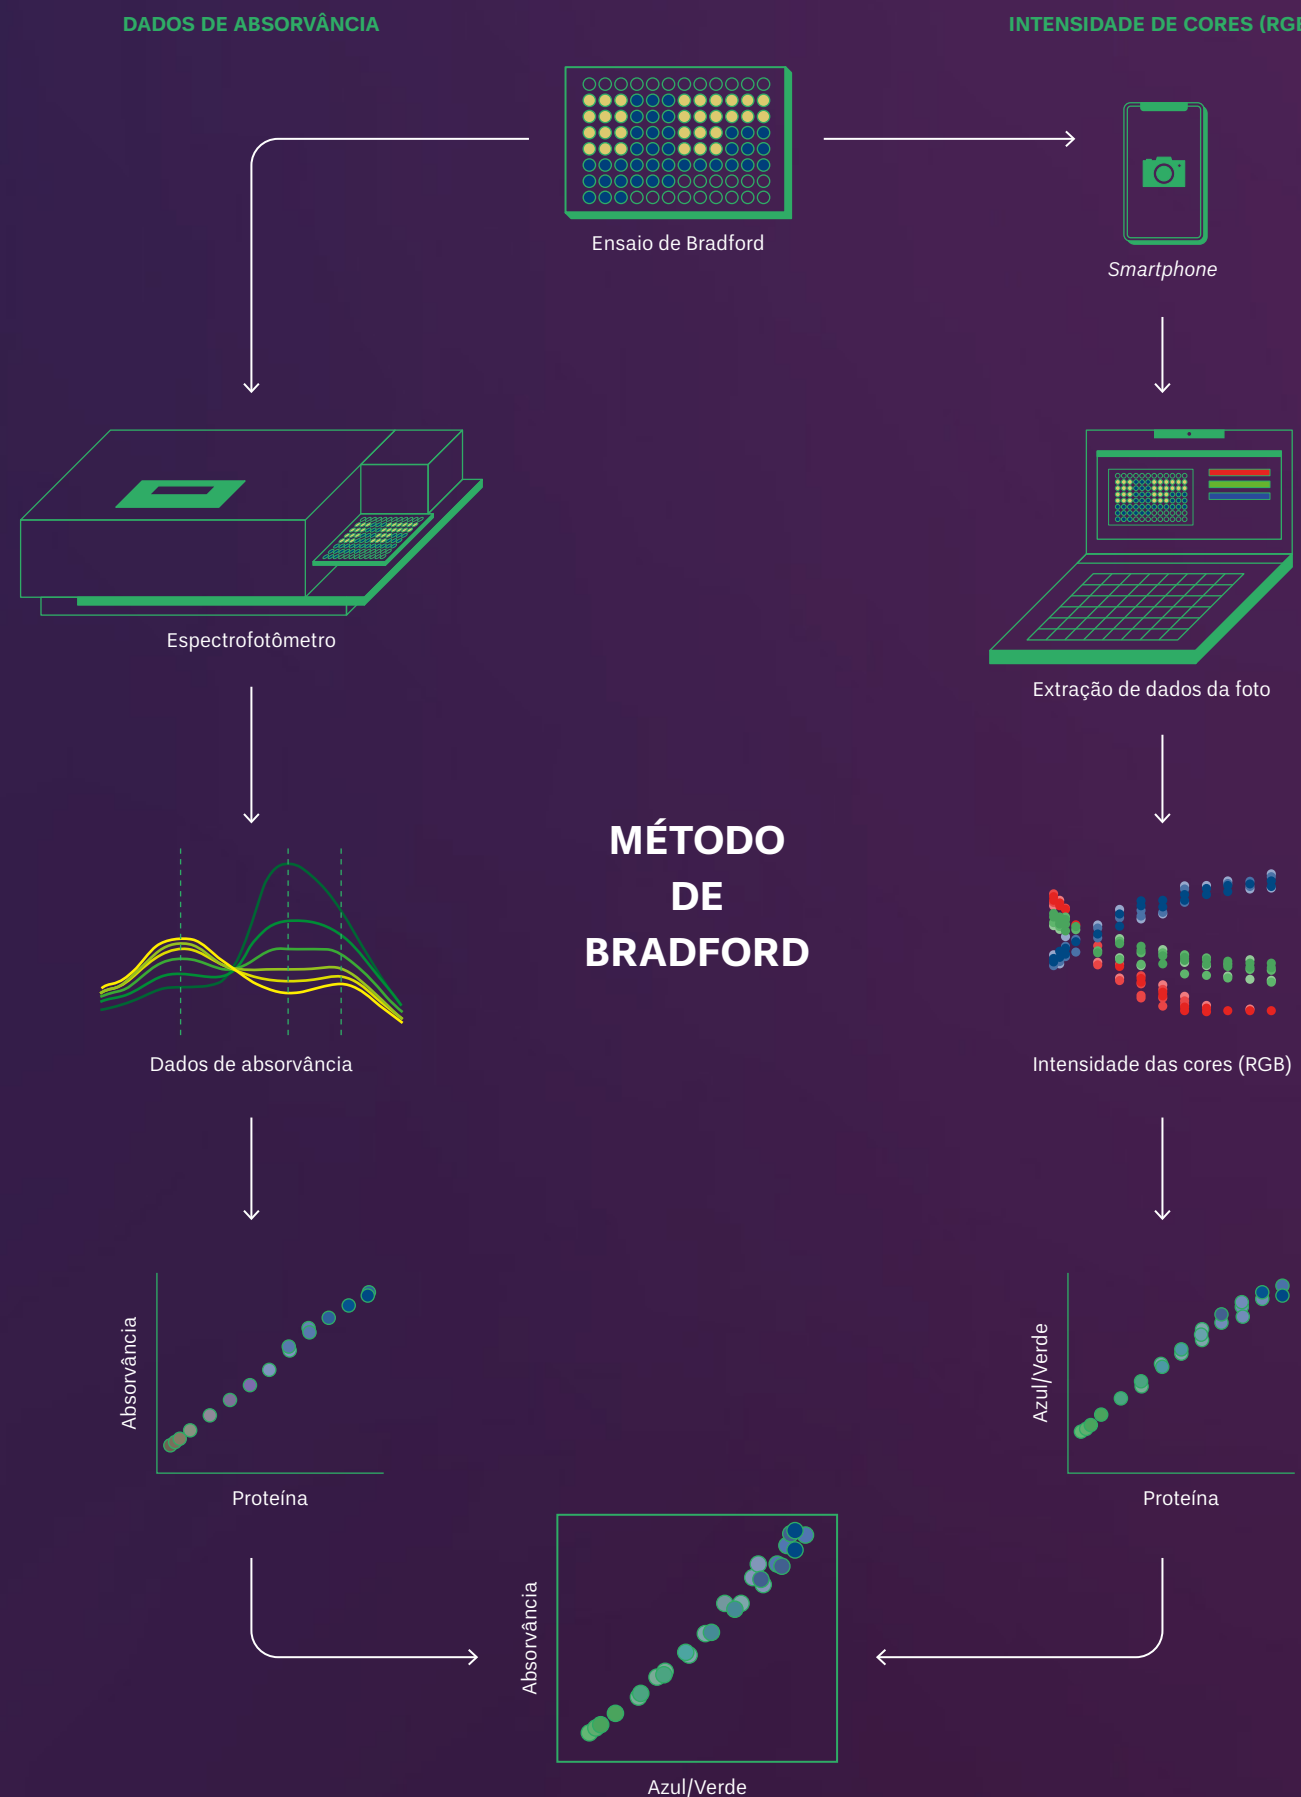 DADOS DE ABSORVÂNCIA
INTENSIDADE DE CORES (RGB
Ensaio de Bradford
Smartphone
Espectrofotômetro
Extração de dados da foto
MÉTODO
DE
BRADFORD
Dados de absorvância
Intensidade das cores (RGB)
Absorvância
Proteína
Azul/Verde
Proteína
Absorvância
Azul/Verde